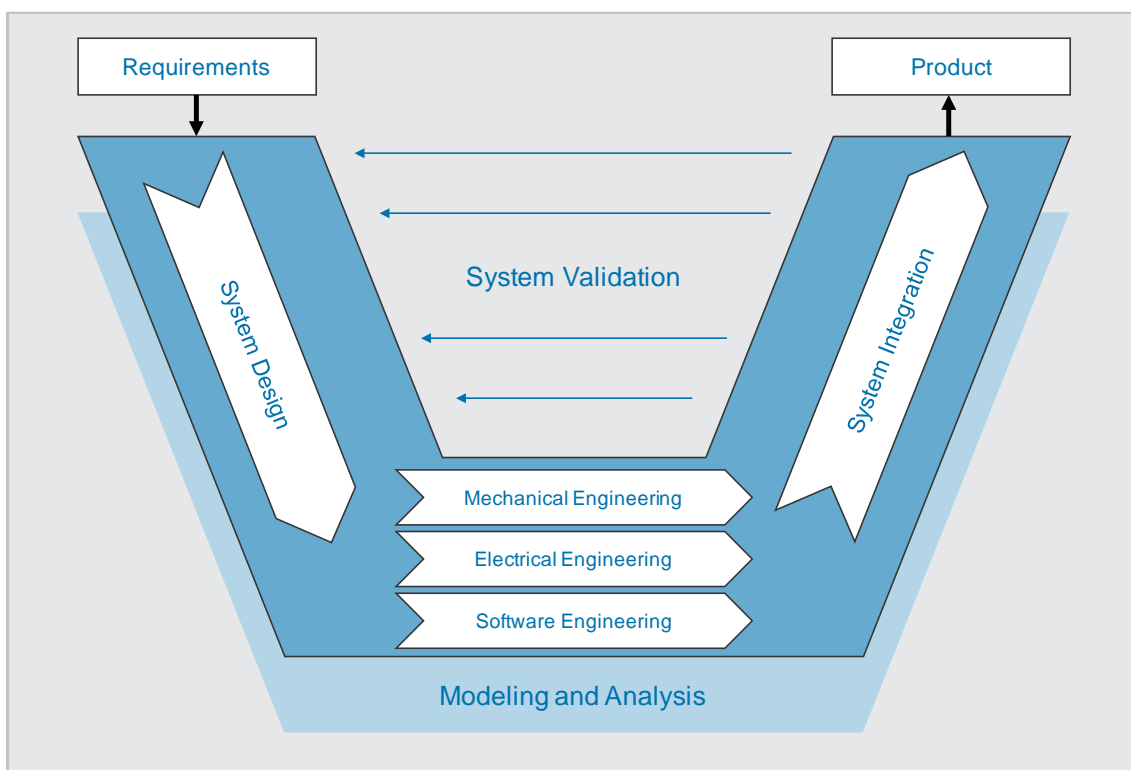 Requirements
Product
System Validation
System Design
System Integration
Mechanical Engineering
Electrical Engineering
Software Engineering
Modeling and Analysis